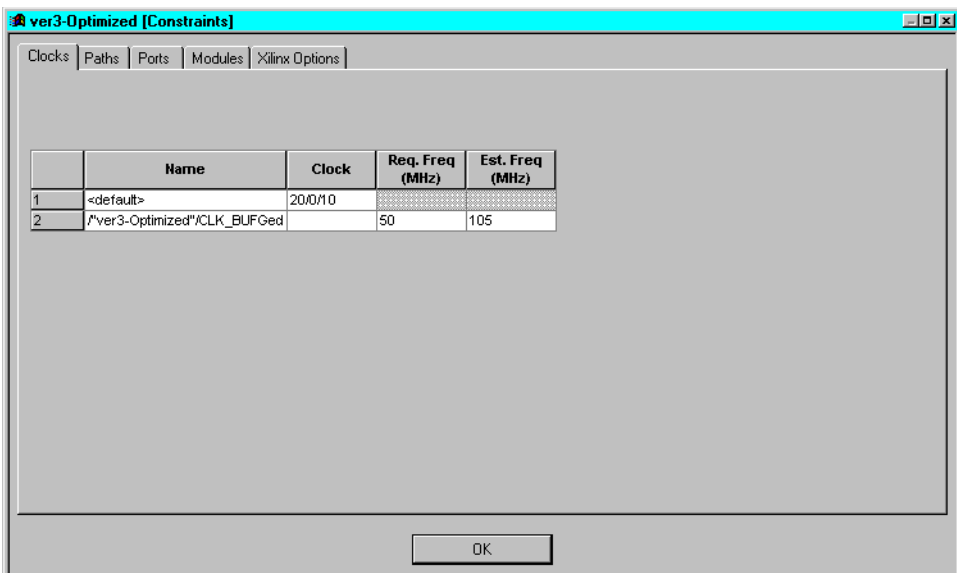 ver3-Optimized [Constraints]
Clocks Paths Ports Modules Xilinx Options
Name Clock Req. Freq (MHz) Est. Freq (MHz)
1 <default> 20/0/10
2 /"ver3-Optimized"/CLK_BUFGed 50 105
OK